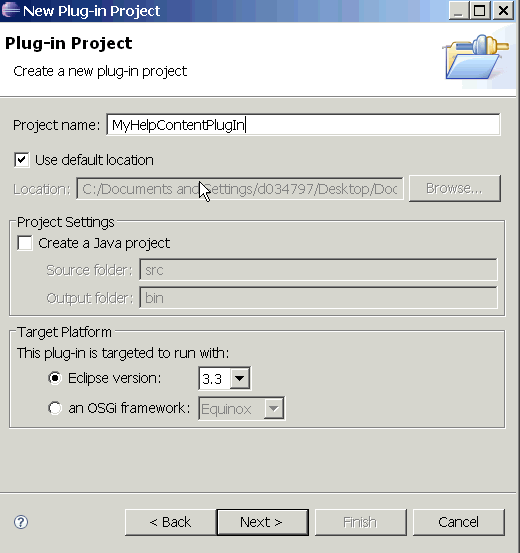 New Plug-in Project
Plug-in Project
Create a new plug-in project
Project name: MyHelpContentPlugIn
Use default location
Location: C:/Documents and Settings/d034797/Desktop/Doc Browse...
Project Settings
Create a Java project
Source folder: src
Output folder: bin
Target Platform
This plug-in is targeted to run with:
Eclipse version: 3.3
an OSGi framework: Equinox
? < Back Next > Finish Cancel